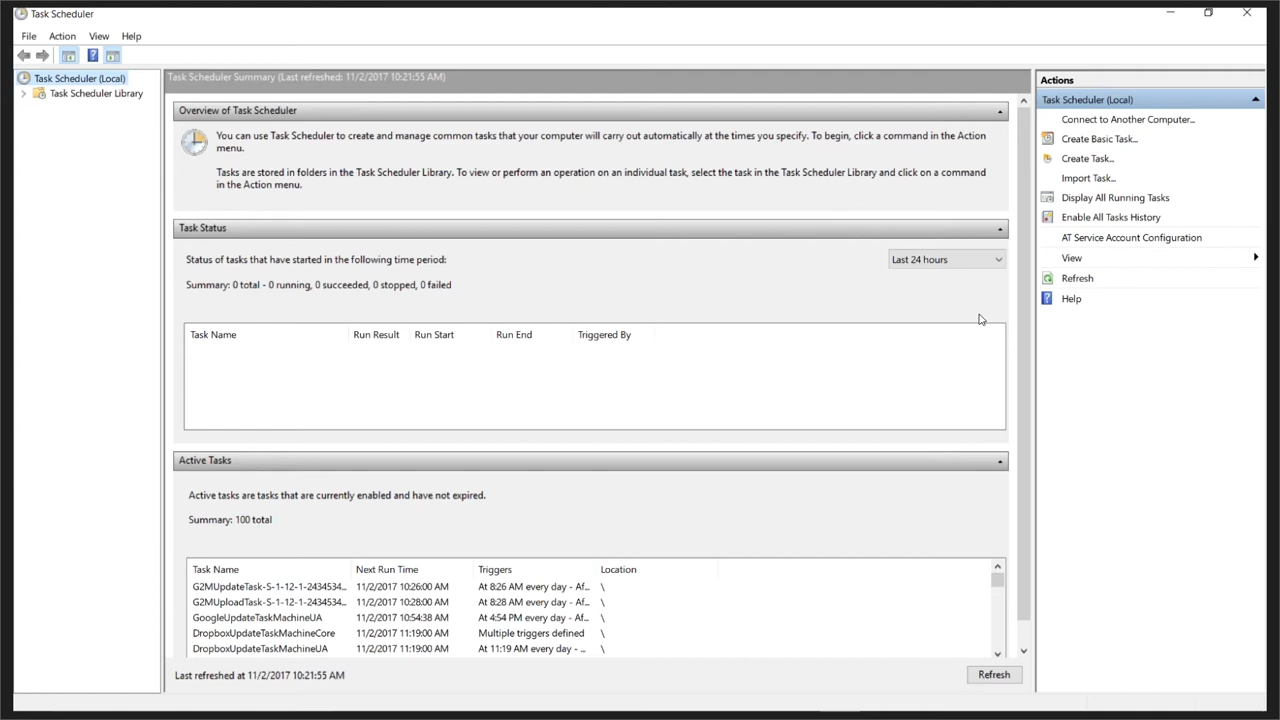 Task Scheduler
File Action View Help
Task Scheduler (Local)
Task Scheduler Library
Task Scheduler Summary (Last refreshed: 11/2/2017 10:21:55 AM)
Overview of Task Scheduler
You can use Task Scheduler to create and manage common tasks that your computer will carry out automatically at the times you specify. To begin, click a command in the Action
menu.
Tasks are stored in folders in the Task Scheduler Library. To view or perform an operation on an individual task, select the task in the Task Scheduler Library and click on a command
in the Action menu.
Task Status
Status of tasks that have started in the following time period:
Last 24 hours
Summary: 0 total - 0 running, 0 succeeded, 0 stopped, 0 failed
Task Name Run Result Run Start Run End Triggered By
Active Tasks
Active tasks are tasks that are currently enabled and have not expired.
Summary: 100 total
Task Name Next Run Time Triggers Location
G2MUpdateTask-S-1-12-1-2434534... 11/2/2017 10:26:00 AM At 8:26 AM every day - Af... \
G2MUploadTask-S-1-12-1-2434534... 11/2/2017 10:28:00 AM At 8:28 AM every day - Af... \
GoogleUpdateTaskMachineUA 11/2/2017 10:54:38 AM At 4:54 PM every day - Af... \
DropboxUpdateTaskMachineCore 11/2/2017 11:19:00 AM Multiple triggers defined \
DropboxUpdateTaskMachineUA 11/2/2017 11:19:00 AM At 11:19 AM every day - ... \
Last refreshed at 11/2/2017 10:21:55 AM
Refresh
Actions
Task Scheduler (Local)
Connect to Another Computer...
Create Basic Task...
Create Task...
Import Task...
Display All Running Tasks
Enable All Tasks History
AT Service Account Configuration
View
Refresh
Help